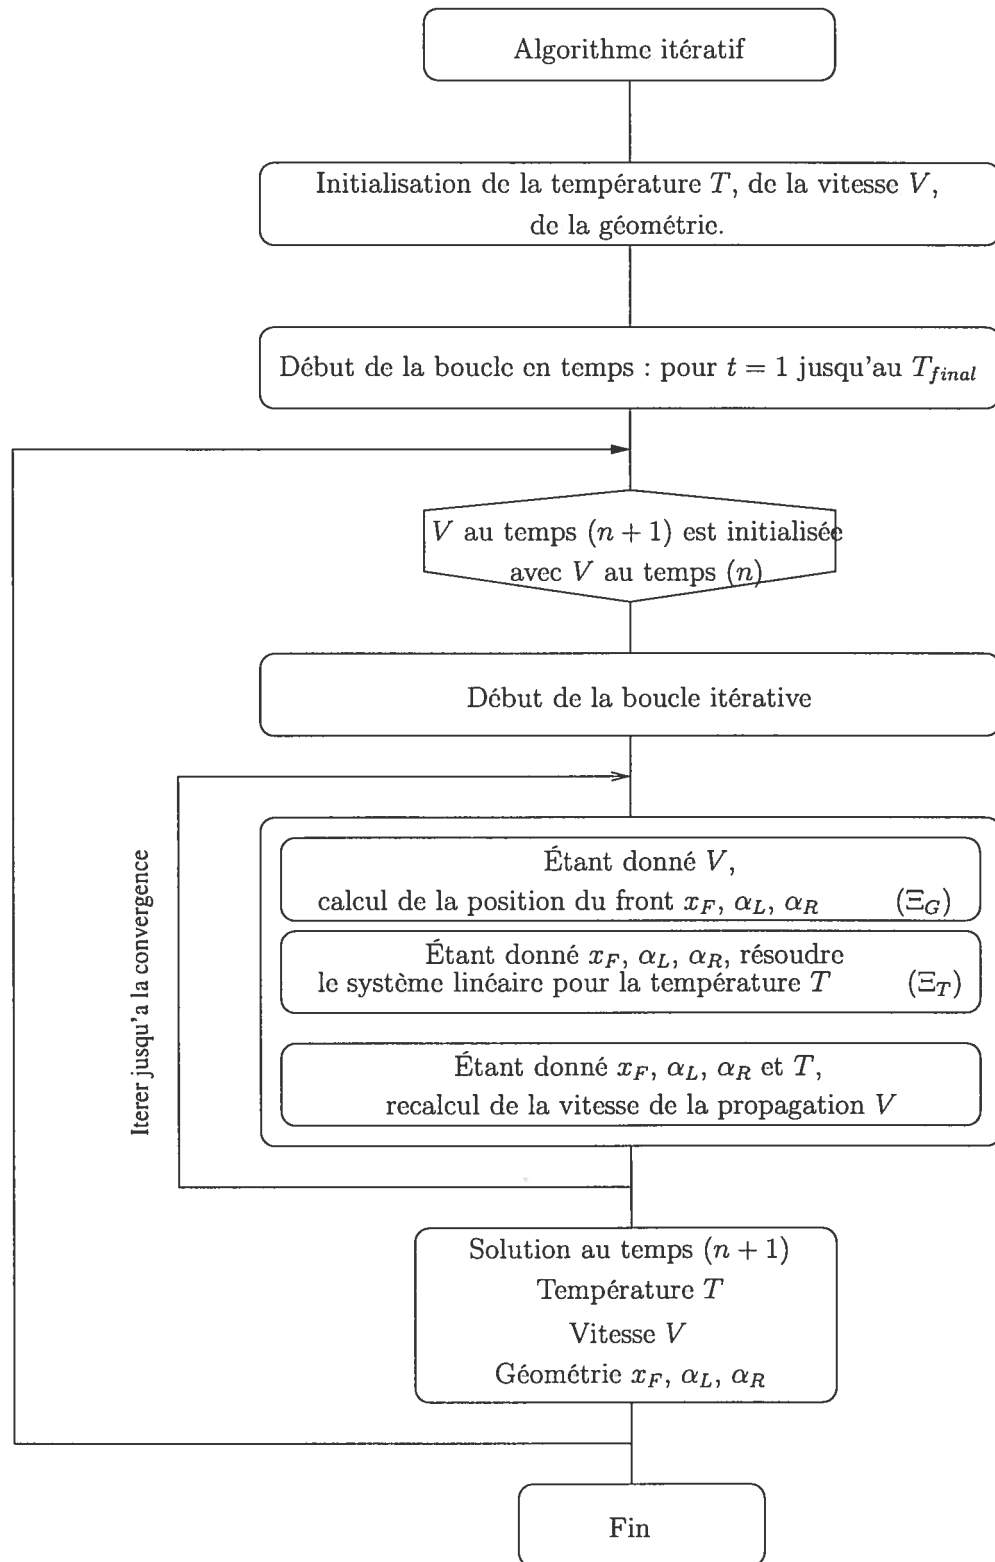 Algorithme itératif
Initialisation de la température T, de la vitesse V,
de la géométrie.
Début de la boucle en temps : pour t = 1 jusqu'au T_{final}
V au temps (n + 1) est initialisée
avec V au temps (n)
Début de la boucle itérative
Iterer jusqu'a la convergence
Étant donné V,
calcul de la position du front x_F, α_L, α_R (Ξ_G)
Étant donné x_F, α_L, α_R, résoudre
le système linéaire pour la température T (Ξ_T)
Étant donné x_F, α_L, α_R et T,
recalcul de la vitesse de la propagation V
Solution au temps (n + 1)
Température T
Vitesse V
Géométrie x_F, α_L, α_R
Fin